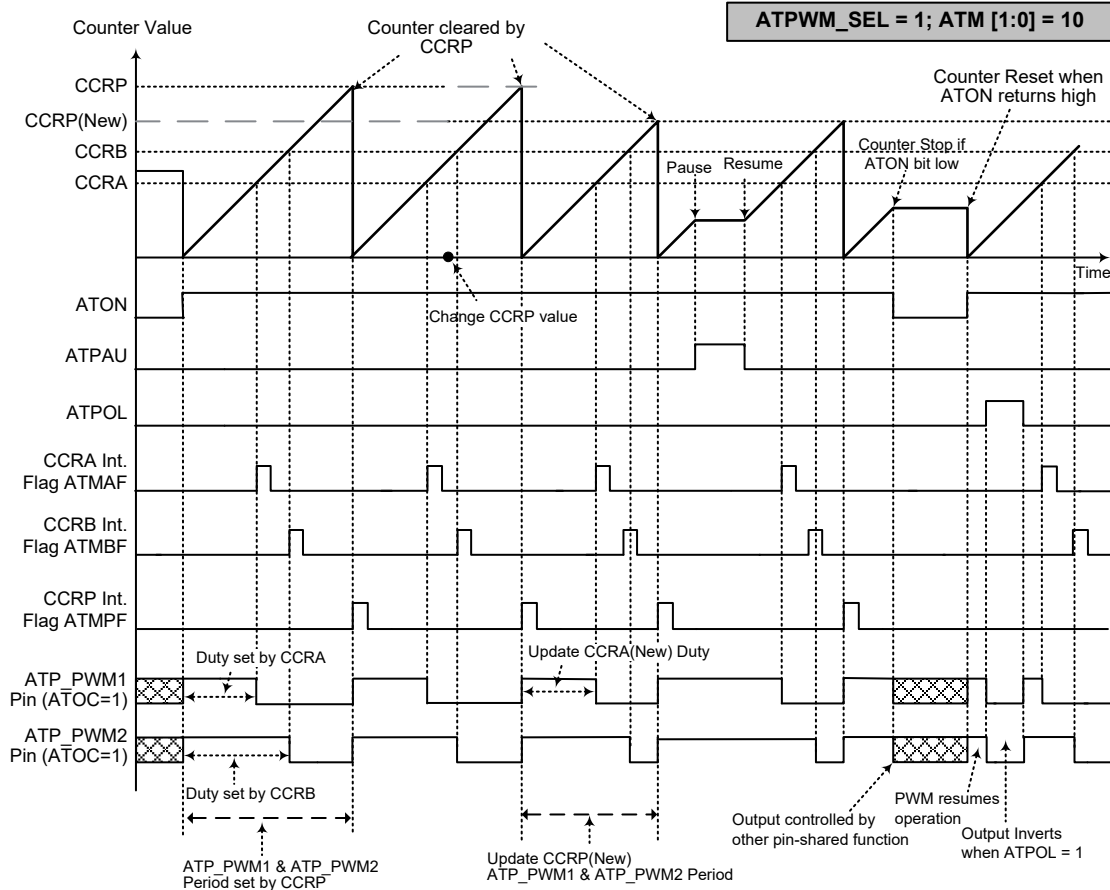 ATPWM_SEL = 1; ATM [1:0] = 10
Counter Value
Counter cleared by
CCRP
CCRP
CCRP(New)
CCRB
CCRA
Counter Reset when
ATON returns high
Counter Stop if
ATON bit low
Pause
Resume
Time
ATON
Change CCRP value
ATPAU
ATPOL
CCRA Int.
Flag ATMAF
CCRB Int.
Flag ATMBF
CCRP Int.
Flag ATMPF
Duty set by CCRA
Update CCRA(New) Duty
ATP_PWM1
Pin (ATOC=1)
ATP_PWM2
Pin (ATOC=1)
Duty set by CCRB
ATP_PWM1 & ATP_PWM2
Period set by CCRP
Update CCRP(New)
ATP_PWM1 & ATP_PWM2 Period
Output controlled by
other pin-shared function
PWM resumes
operation
Output Inverts
when ATPOL = 1